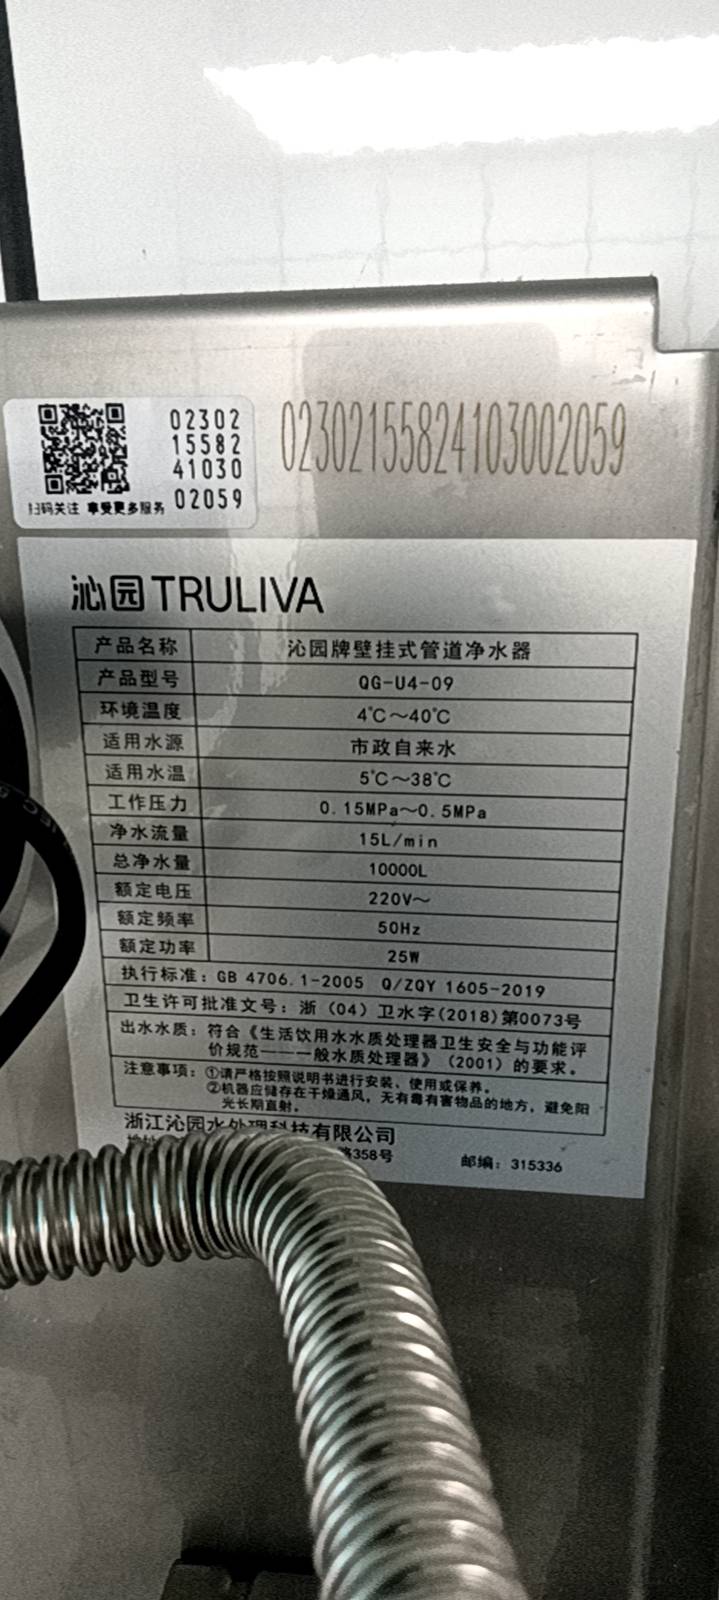 02302
15582
41030
02059
扫码关注 享受更多服务
02302155824103002059
沁园TRULIVA
产品名称 沁园牌壁挂式管道净水器
产品型号 QG-U4-09
环境温度 4℃～40℃
适用水源 市政自来水
适用水温 5℃～38℃
工作压力 0.15MPa～0.5MPa
净水流量 15L/min
总净水量 10000L
额定电压 220V～
额定频率 50Hz
额定功率 25W
执行标准：GB 4706.1-2005 Q/ZQY 1605-2019
卫生许可批准文号：浙（04）卫水字(2018)第0073号
出水水质：符合《生活饮用水水质处理器卫生安全与功能评
价规范——一般水质处理器》（2001）的要求。
注意事项：①请严格按照说明书进行安装、使用或保养。
②机器应储存在干燥通风，无有毒有害物品的地方，避免阳
光长期直射。
浙江沁园水处理科技有限公司
路358号 邮编：315336